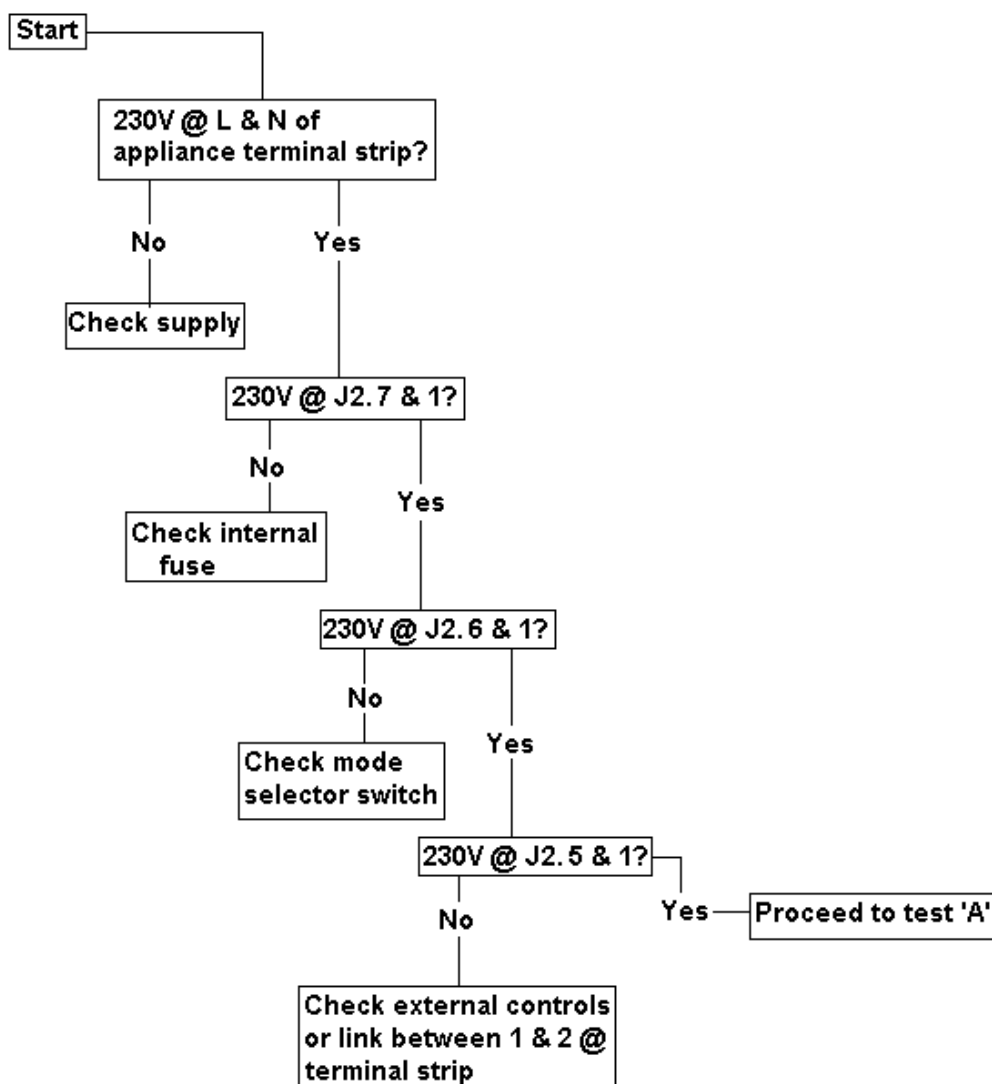 Start
230V @ L & N of
appliance terminal strip?
No
Yes
Check supply
230V @ J2.7 & 1?
No
Yes
Check internal
fuse
230V @ J2.6 & 1?
No
Yes
Check mode
selector switch
230V @ J2.5 & 1?
No
Yes
Proceed to test 'A'
Check external controls
or link between 1 & 2 @
terminal strip